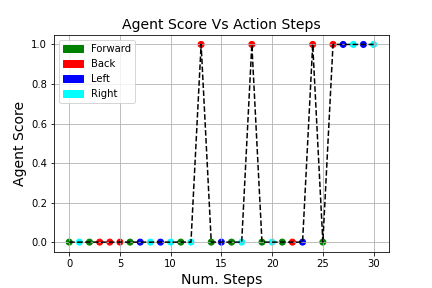 Agent Score Vs Action Steps
Agent Score
1.0
0.8
0.6
0.4
0.2
0.0
Forward
Back
Left
Right
0 5 10 15 20 25 30
Num. Steps